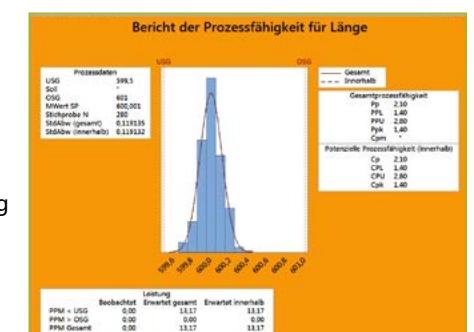 Bericht der Prozessfähigkeit für Länge
USG OSG
Prozessdaten
USG 599,5
Soll *
OSG 601
MWert SP 600,001
Stichprobe N 280
StdAbw (gesamt) 0,119135
StdAbw (innerhalb) 0,119132
Gesamt
Innerhalb
Gesamtprozessfähigkeit
Pp 2,10
PPL 1,40
PPU 2,80
Ppk 1,40
Cpm *
Potenzielle Prozessfähigkeit (innerhalb)
Cp 2,10
CPL 1,40
CPU 2,80
Cpk 1,40
g
599,6 599,8 600,0 600,2 600,4 600,6 600,8 601,0
Leistung
Beobachtet Erwartet gesamt Erwartet innerhalb
PPM < USG 0,00 13,17 13,17
PPM > OSG 0,00 0,00 0,00
PPM Gesamt 0,00 13,17 13,17